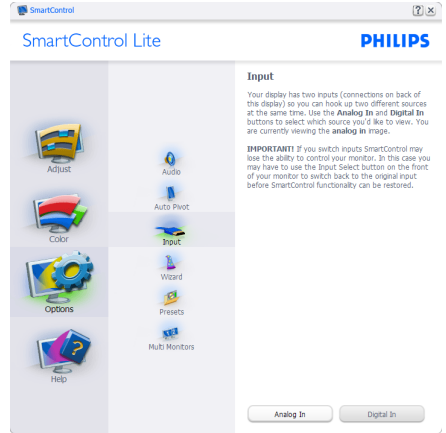 SmartControl
SmartControl Lite
PHILIPS
Adjust
Color
Options
Help
Audio
Auto Pivot
Input
Wizard
Presets
Multi Monitors
Input
Your display has two inputs (connections on back of
this display) so you can hook up two different sources
at the same time. Use the Analog In and Digital In
buttons to select which source you'd like to view. You
are currently viewing the analog in image.
IMPORTANT! If you switch inputs SmartControl may
lose the ability to control your monitor. In this case you
may have to use the Input Select button on the front
of your monitor to switch back to the original input
before SmartControl functionality can be restored.
Analog In
Digital In